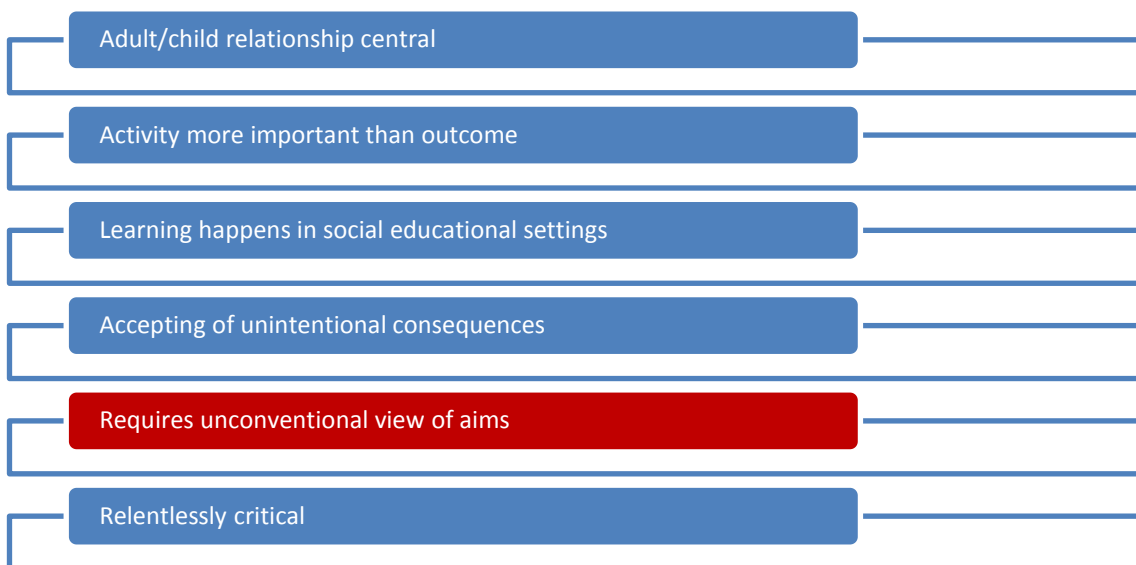 Adult/child relationship central
Activity more important than outcome
Learning happens in social educational settings
Accepting of unintentional consequences
Requires unconventional view of aims
Relentlessly critical